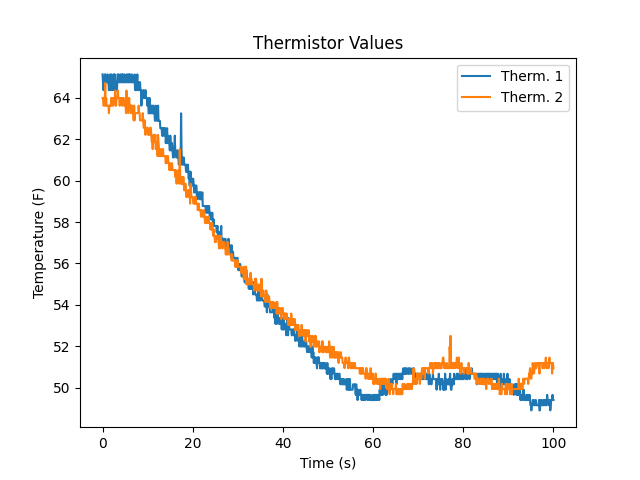 Thermistor Values
Therm. 1
Therm. 2
Temperature (F)
64
62
60
58
56
54
52
50
0 20 40 60 80 100
Time (s)